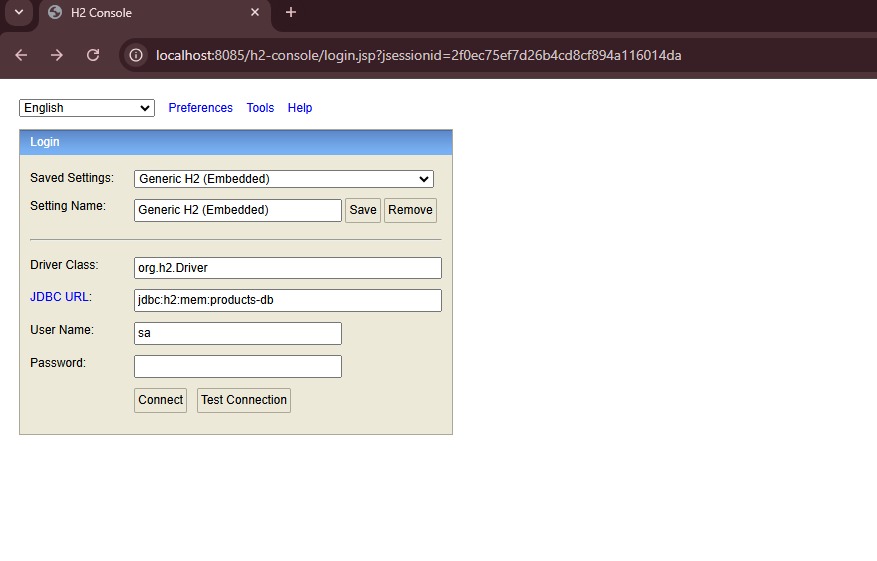 H2 Console
localhost:8085/h2-console/login.jsp?jsessionid=2f0ec75ef7d26b4cd8cf894a116014da
English Preferences Tools Help
Login
Saved Settings: Generic H2 (Embedded)
Setting Name: Generic H2 (Embedded) Save Remove
Driver Class: org.h2.Driver
JDBC URL: jdbc:h2:mem:products-db
User Name: sa
Password:
Connect Test Connection